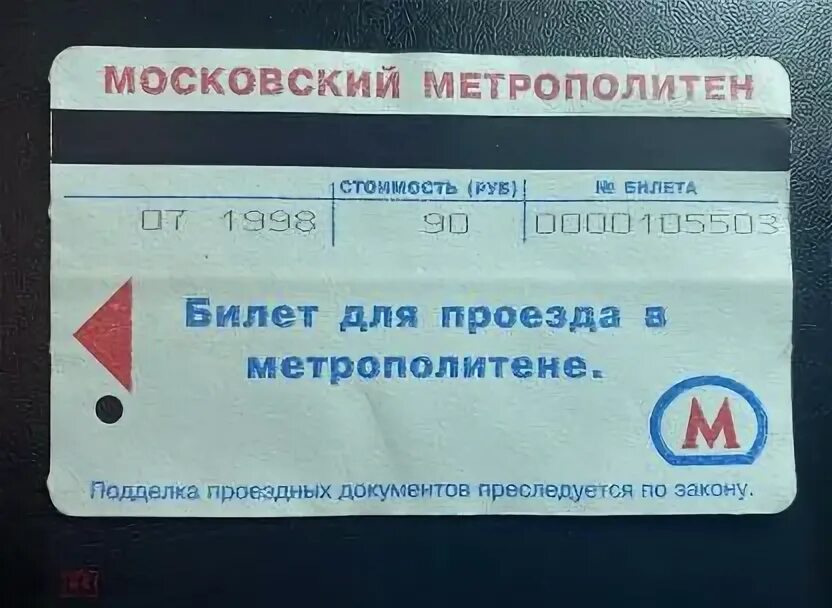 МОСКОВСКИЙ МЕТРОПОЛИТЕН
СТОИМОСТЬ (РУБ) № БИЛЕТА
07 1998 90 0000105503
Билет для проезда в
метрополитене.
М
Подделка проездных документов преследуется по закону.